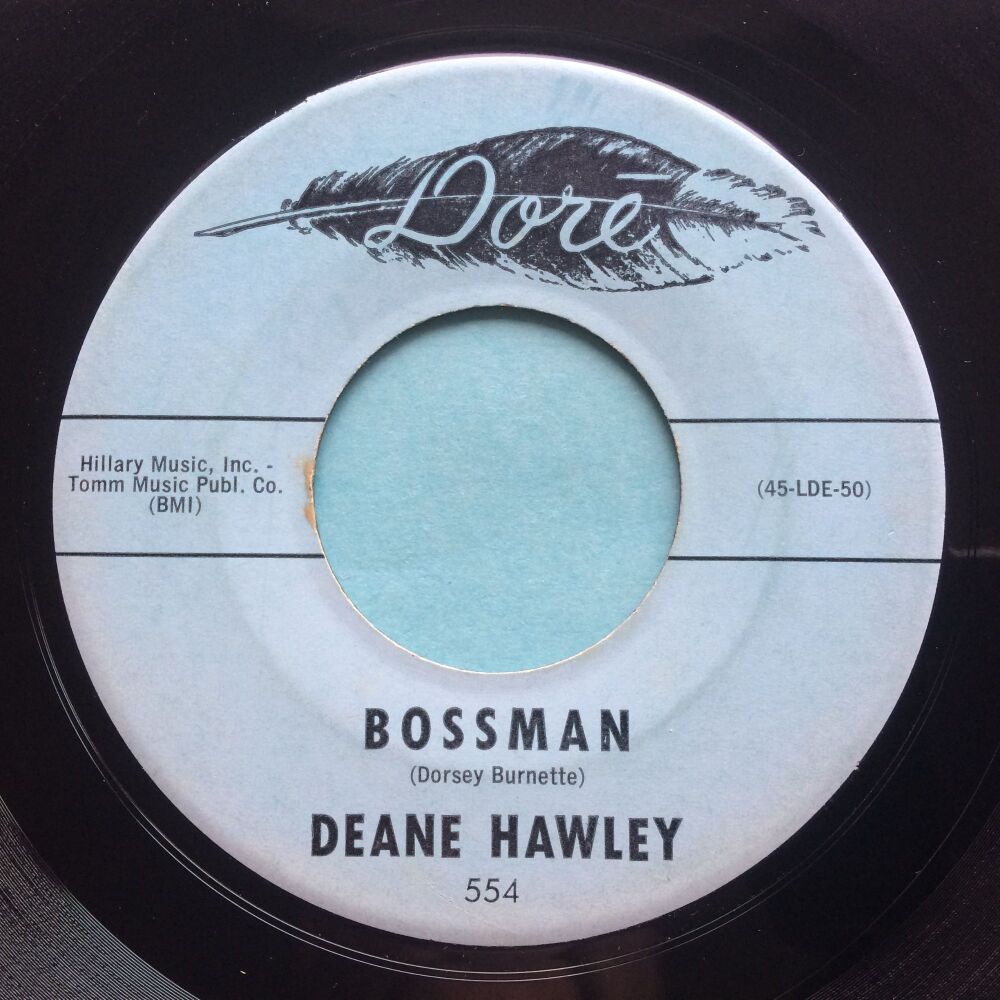 Doré
Hillary Music, Inc. -
Tomm Music Publ. Co.
(BMI)
(45-LDE-50)
BOSSMAN
(Dorsey Burnette)
DEANE HAWLEY
554